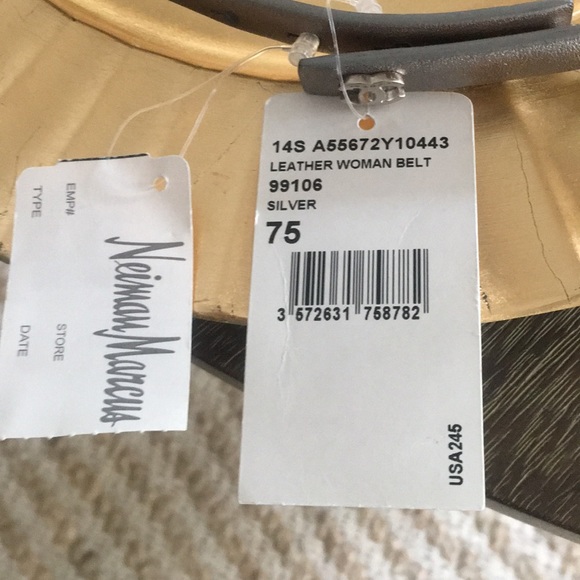 14S A55672Y10443
LEATHER WOMAN BELT
99106
SILVER
75
3 572631 758782
USA245
Neiman Marcus
EMP#
TYPE
STORE
DATE